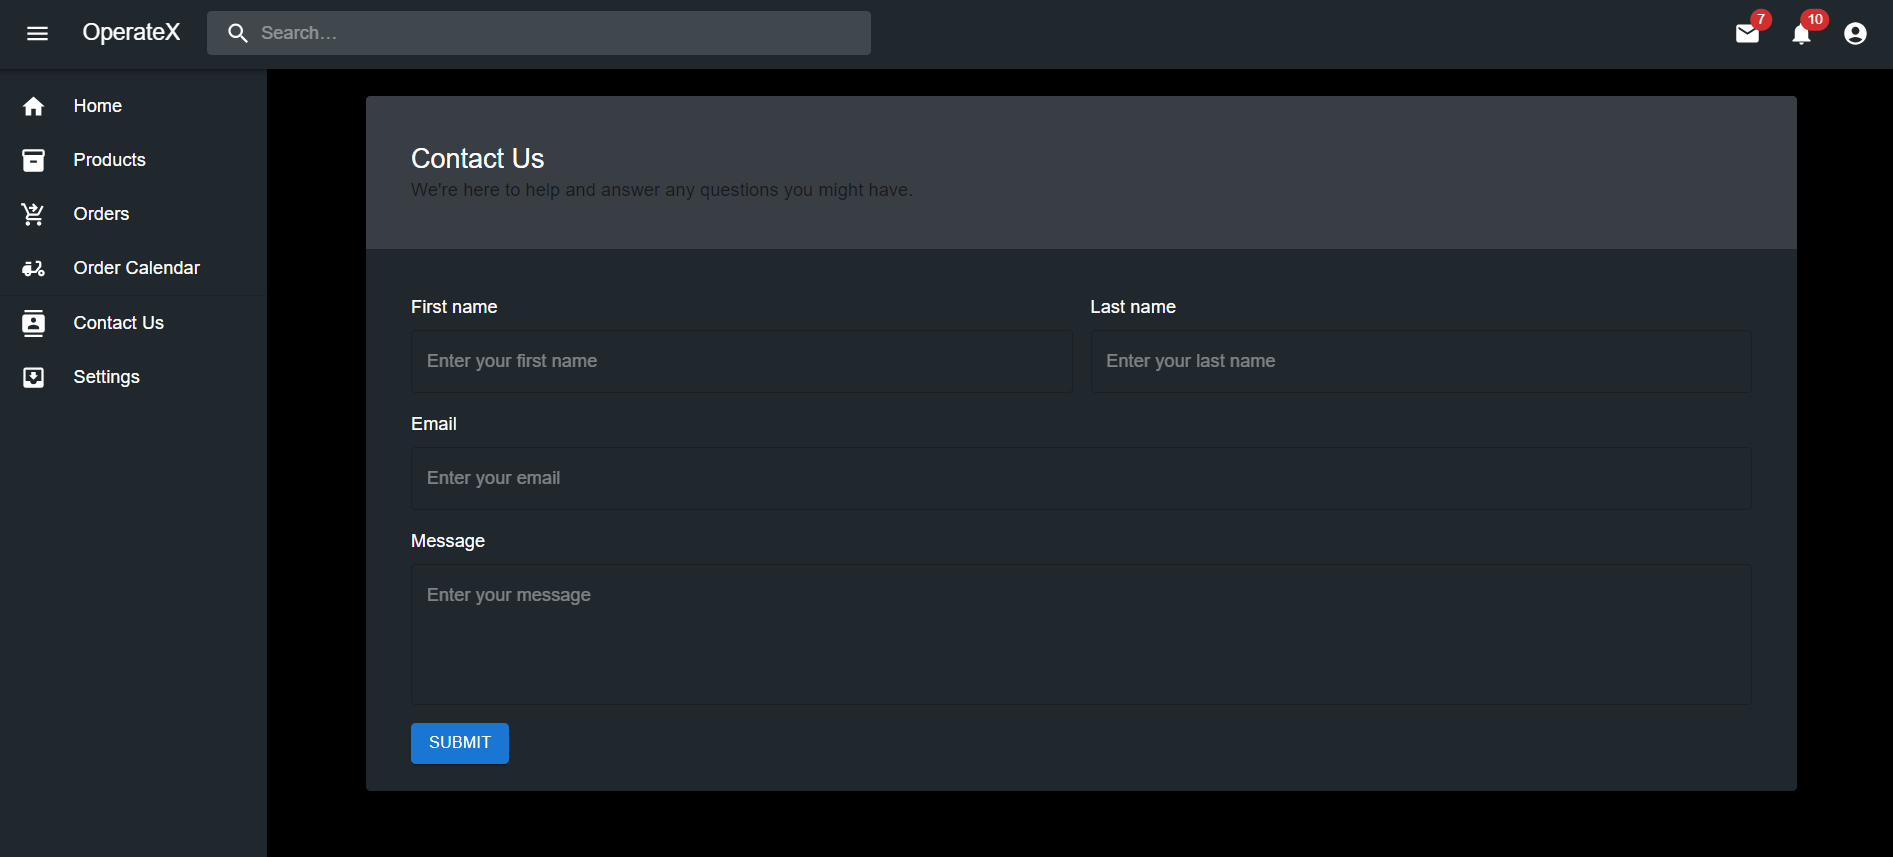 OperateX
Search…
7
10
Home
Products
Orders
Order Calendar
Contact Us
Settings
Contact Us
We're here to help and answer any questions you might have.
First name
Last name
Enter your first name
Enter your last name
Email
Enter your email
Message
Enter your message
SUBMIT